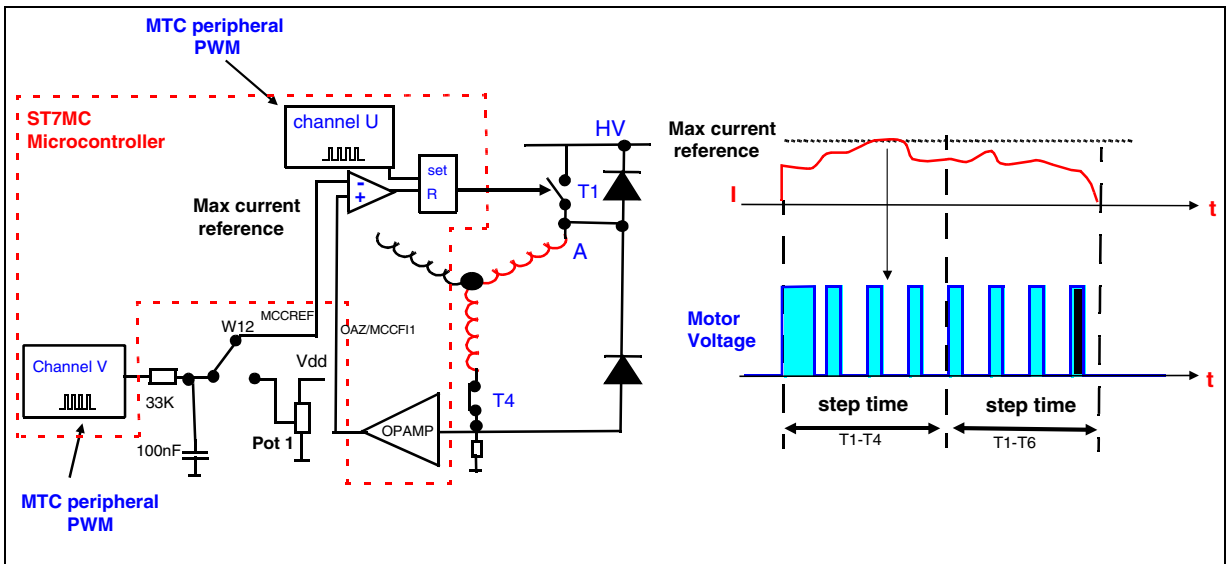 MTC peripheral
PWM
ST7MC
Microcontroller
channel U
set
R
-
+
HV
T1
Max current
reference
A
MCCREF
OAZ/MCCFI1
W12
Channel V
33K
100nF
Vdd
Pot 1
OPAMP
T4
MTC peripheral
PWM
Max current
reference
I
t
Motor
Voltage
t
step time
step time
T1-T4
T1-T6